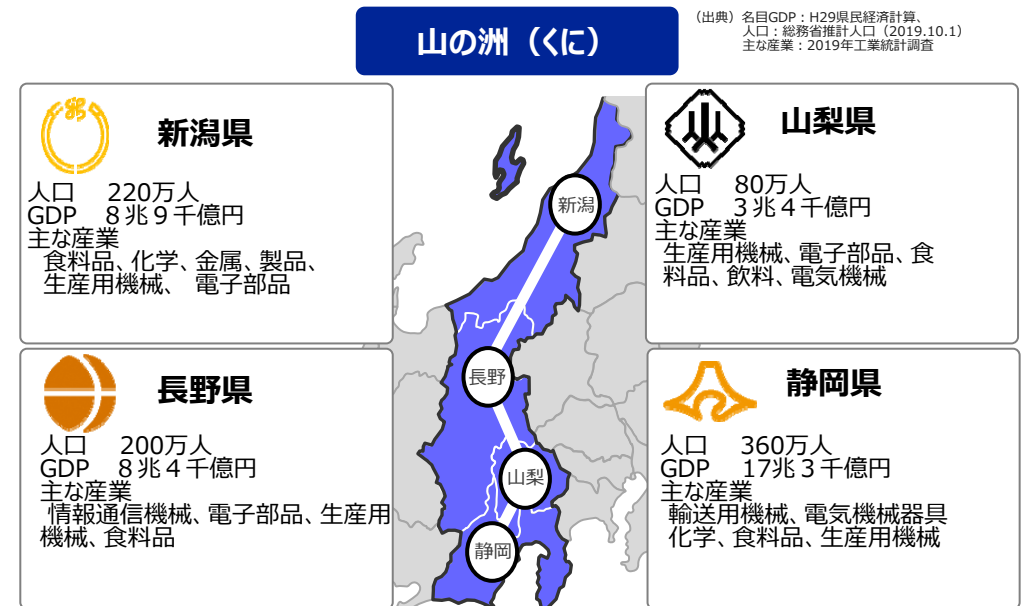 山の洲（くに）
（出典）名目GDP：H29県民経済計算、
人口：総務省推計人口（2019.10.1）
主な産業：2019年工業統計調査
新潟県
人口　220万人
GDP　８兆９千億円
主な産業
食料品、化学、金属、製品、
生産用機械、　電子部品
山梨県
人口　80万人
GDP　３兆４千億円
主な産業
生産用機械、電子部品、食
料品、飲料、電気機械
長野県
人口　200万人
GDP　８兆４千億円
主な産業
情報通信機械、電子部品、生産用
機械、食料品
静岡県
人口　360万人
GDP　17兆３千億円
主な産業
輸送用機械、電気機械器具
化学、食料品、生産用機械
新潟
長野
山梨
静岡